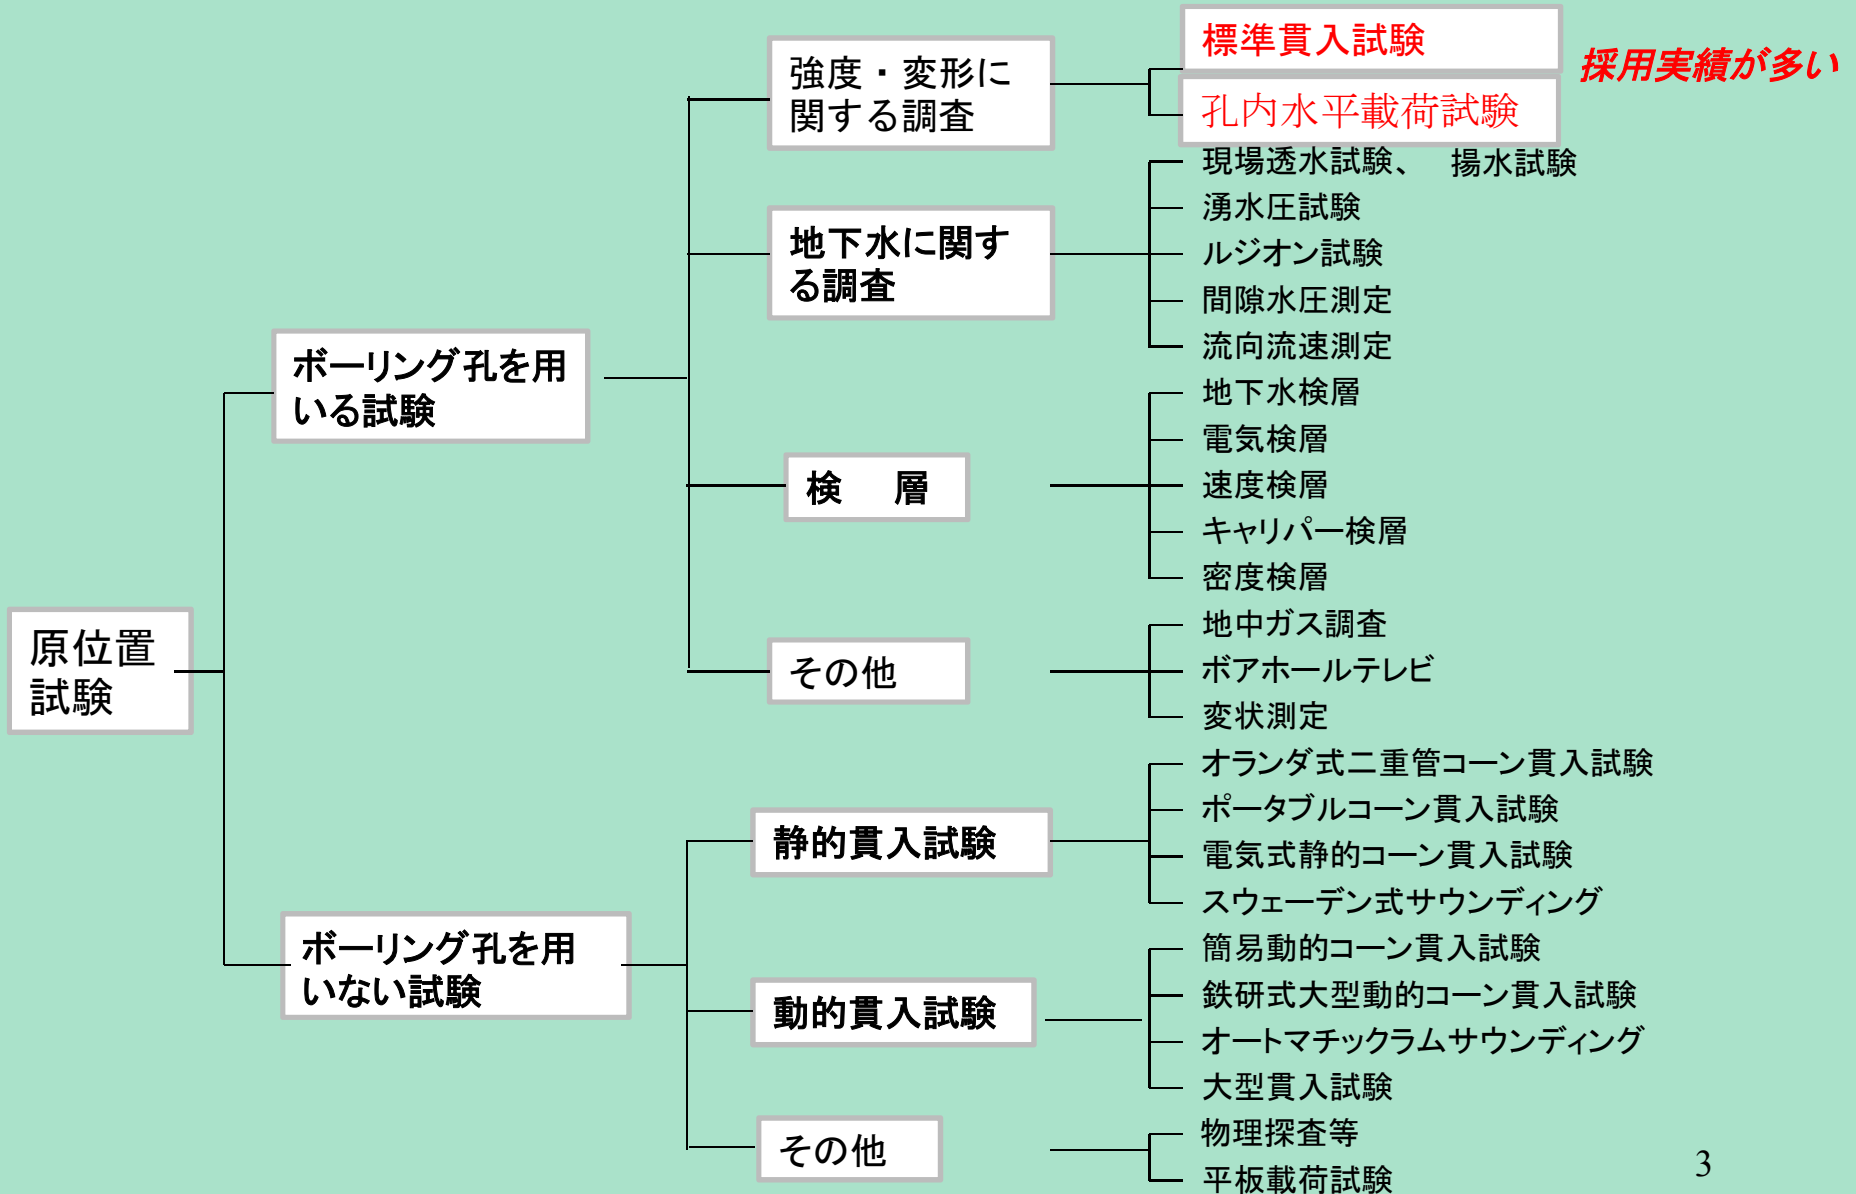 標準貫入試験
採用実績が多い
強度・変形に
関する調査
孔内水平載荷試験
現場透水試験、 揚水試験
湧水圧試験
地下水に関す
る調査
ルジオン試験
間隙水圧測定
流向流速測定
ボーリング孔を用
いる試験
地下水検層
電気検層
検 層
速度検層
キャリパー検層
密度検層
原位置
試験
地中ガス調査
その他
ボアホールテレビ
変状測定
オランダ式二重管コーン貫入試験
ポータブルコーン貫入試験
静的貫入試験
電気式静的コーン貫入試験
スウェーデン式サウンディング
ボーリング孔を用
いない試験
簡易動的コーン貫入試験
動的貫入試験
鉄研式大型動的コーン貫入試験
オートマチックラムサウンディング
大型貫入試験
その他
物理探査等
平板載荷試験
3